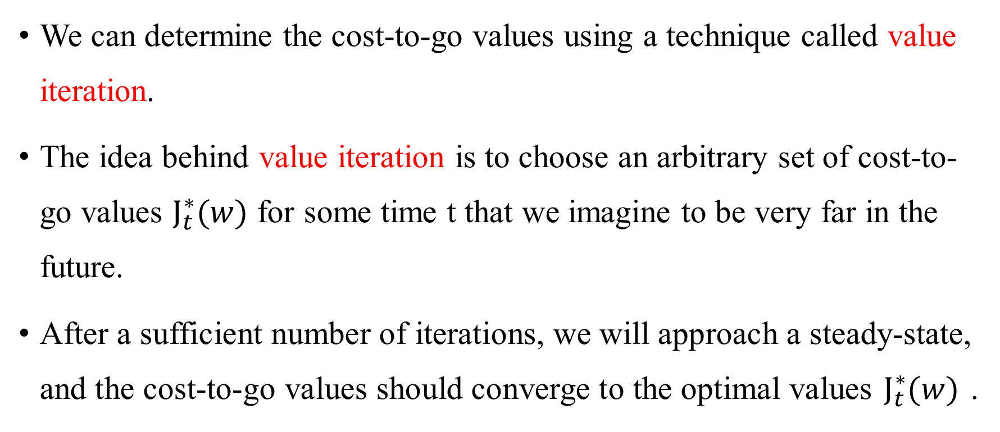 • We can determine the cost-to-go values using a technique called value
iteration.
• The idea behind value iteration is to choose an arbitrary set of cost-to-
go values J*t(w) for some time t that we imagine to be very far in the
future.
• After a sufficient number of iterations, we will approach a steady-state,
and the cost-to-go values should converge to the optimal values J*t(w) .